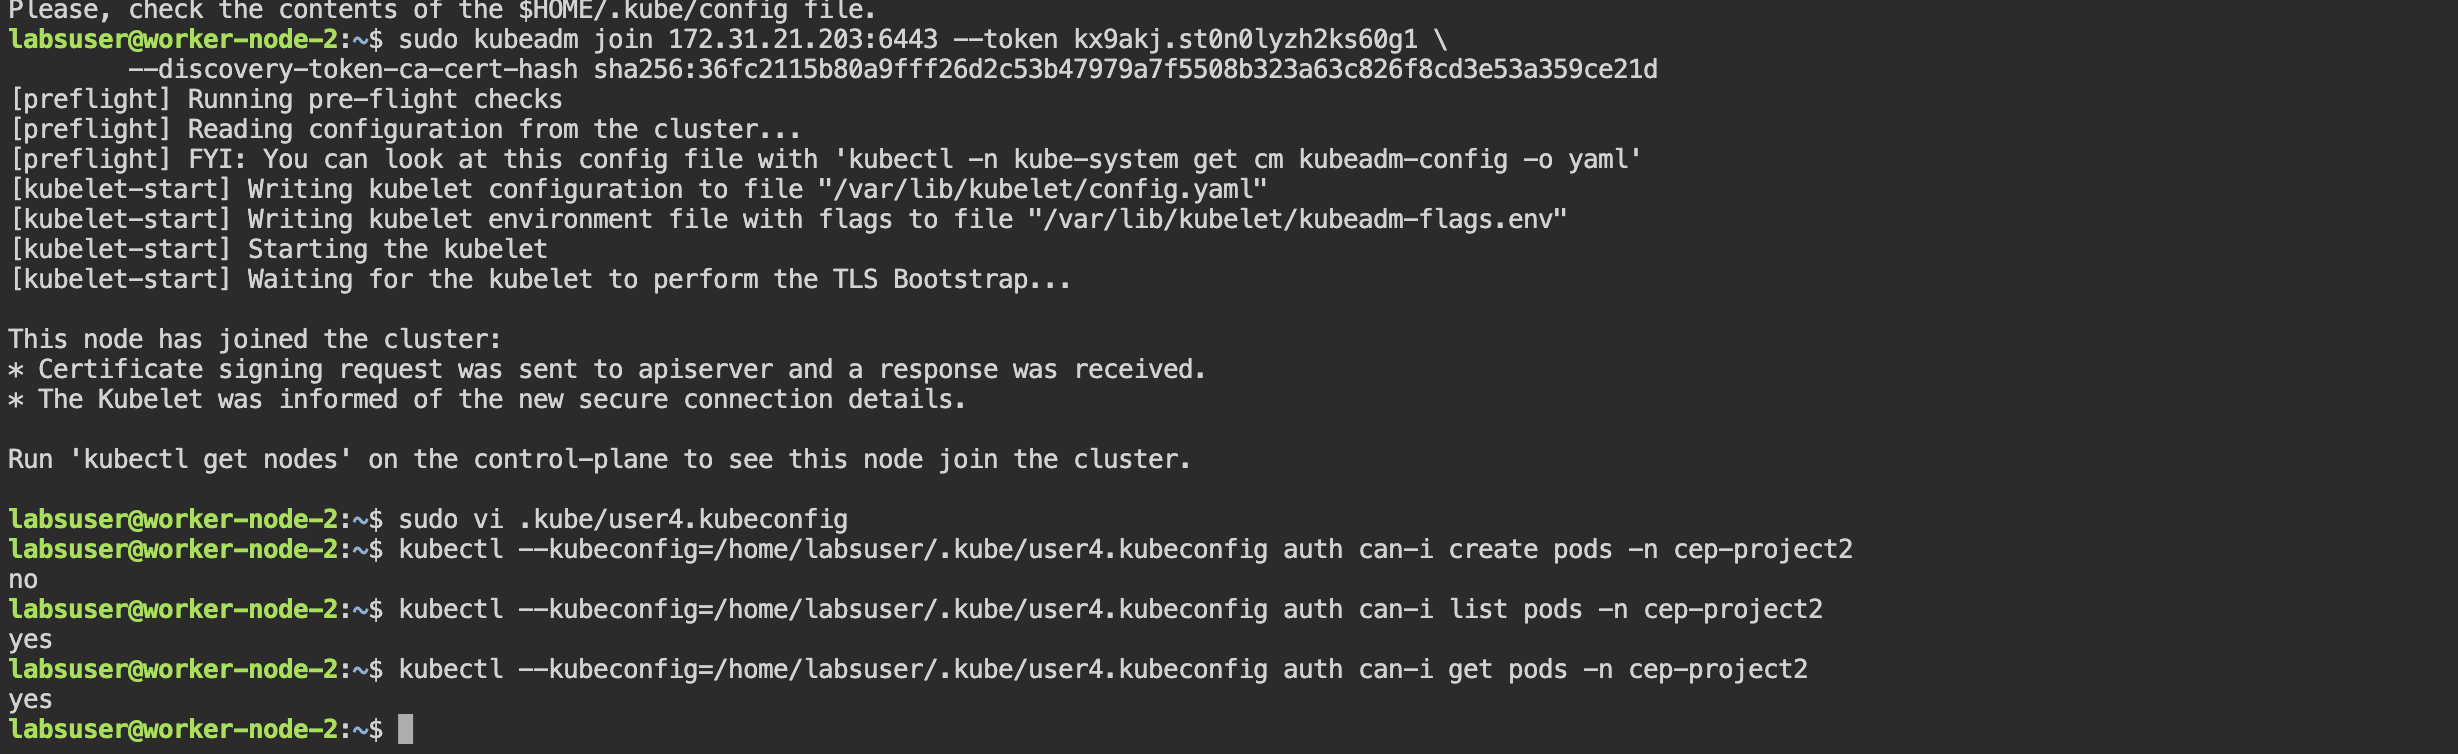 Please, check the contents of the $HOME/.kube/config file.
labsuser@worker-node-2:~$ sudo kubeadm join 172.31.21.203:6443 --token kx9akj.st0n0lyzh2ks60g1 \
        --discovery-token-ca-cert-hash sha256:36fc2115b80a9fff26d2c53b47979a7f5508b323a63c826f8cd3e53a359ce21d
[preflight] Running pre-flight checks
[preflight] Reading configuration from the cluster...
[preflight] FYI: You can look at this config file with 'kubectl -n kube-system get cm kubeadm-config -o yaml'
[kubelet-start] Writing kubelet configuration to file "/var/lib/kubelet/config.yaml"
[kubelet-start] Writing kubelet environment file with flags to file "/var/lib/kubelet/kubeadm-flags.env"
[kubelet-start] Starting the kubelet
[kubelet-start] Waiting for the kubelet to perform the TLS Bootstrap...

This node has joined the cluster:
* Certificate signing request was sent to apiserver and a response was received.
* The Kubelet was informed of the new secure connection details.

Run 'kubectl get nodes' on the control-plane to see this node join the cluster.

labsuser@worker-node-2:~$ sudo vi .kube/user4.kubeconfig
labsuser@worker-node-2:~$ kubectl --kubeconfig=/home/labsuser/.kube/user4.kubeconfig auth can-i create pods -n cep-project2
no
labsuser@worker-node-2:~$ kubectl --kubeconfig=/home/labsuser/.kube/user4.kubeconfig auth can-i list pods -n cep-project2
yes
labsuser@worker-node-2:~$ kubectl --kubeconfig=/home/labsuser/.kube/user4.kubeconfig auth can-i get pods -n cep-project2
yes
labsuser@worker-node-2:~$